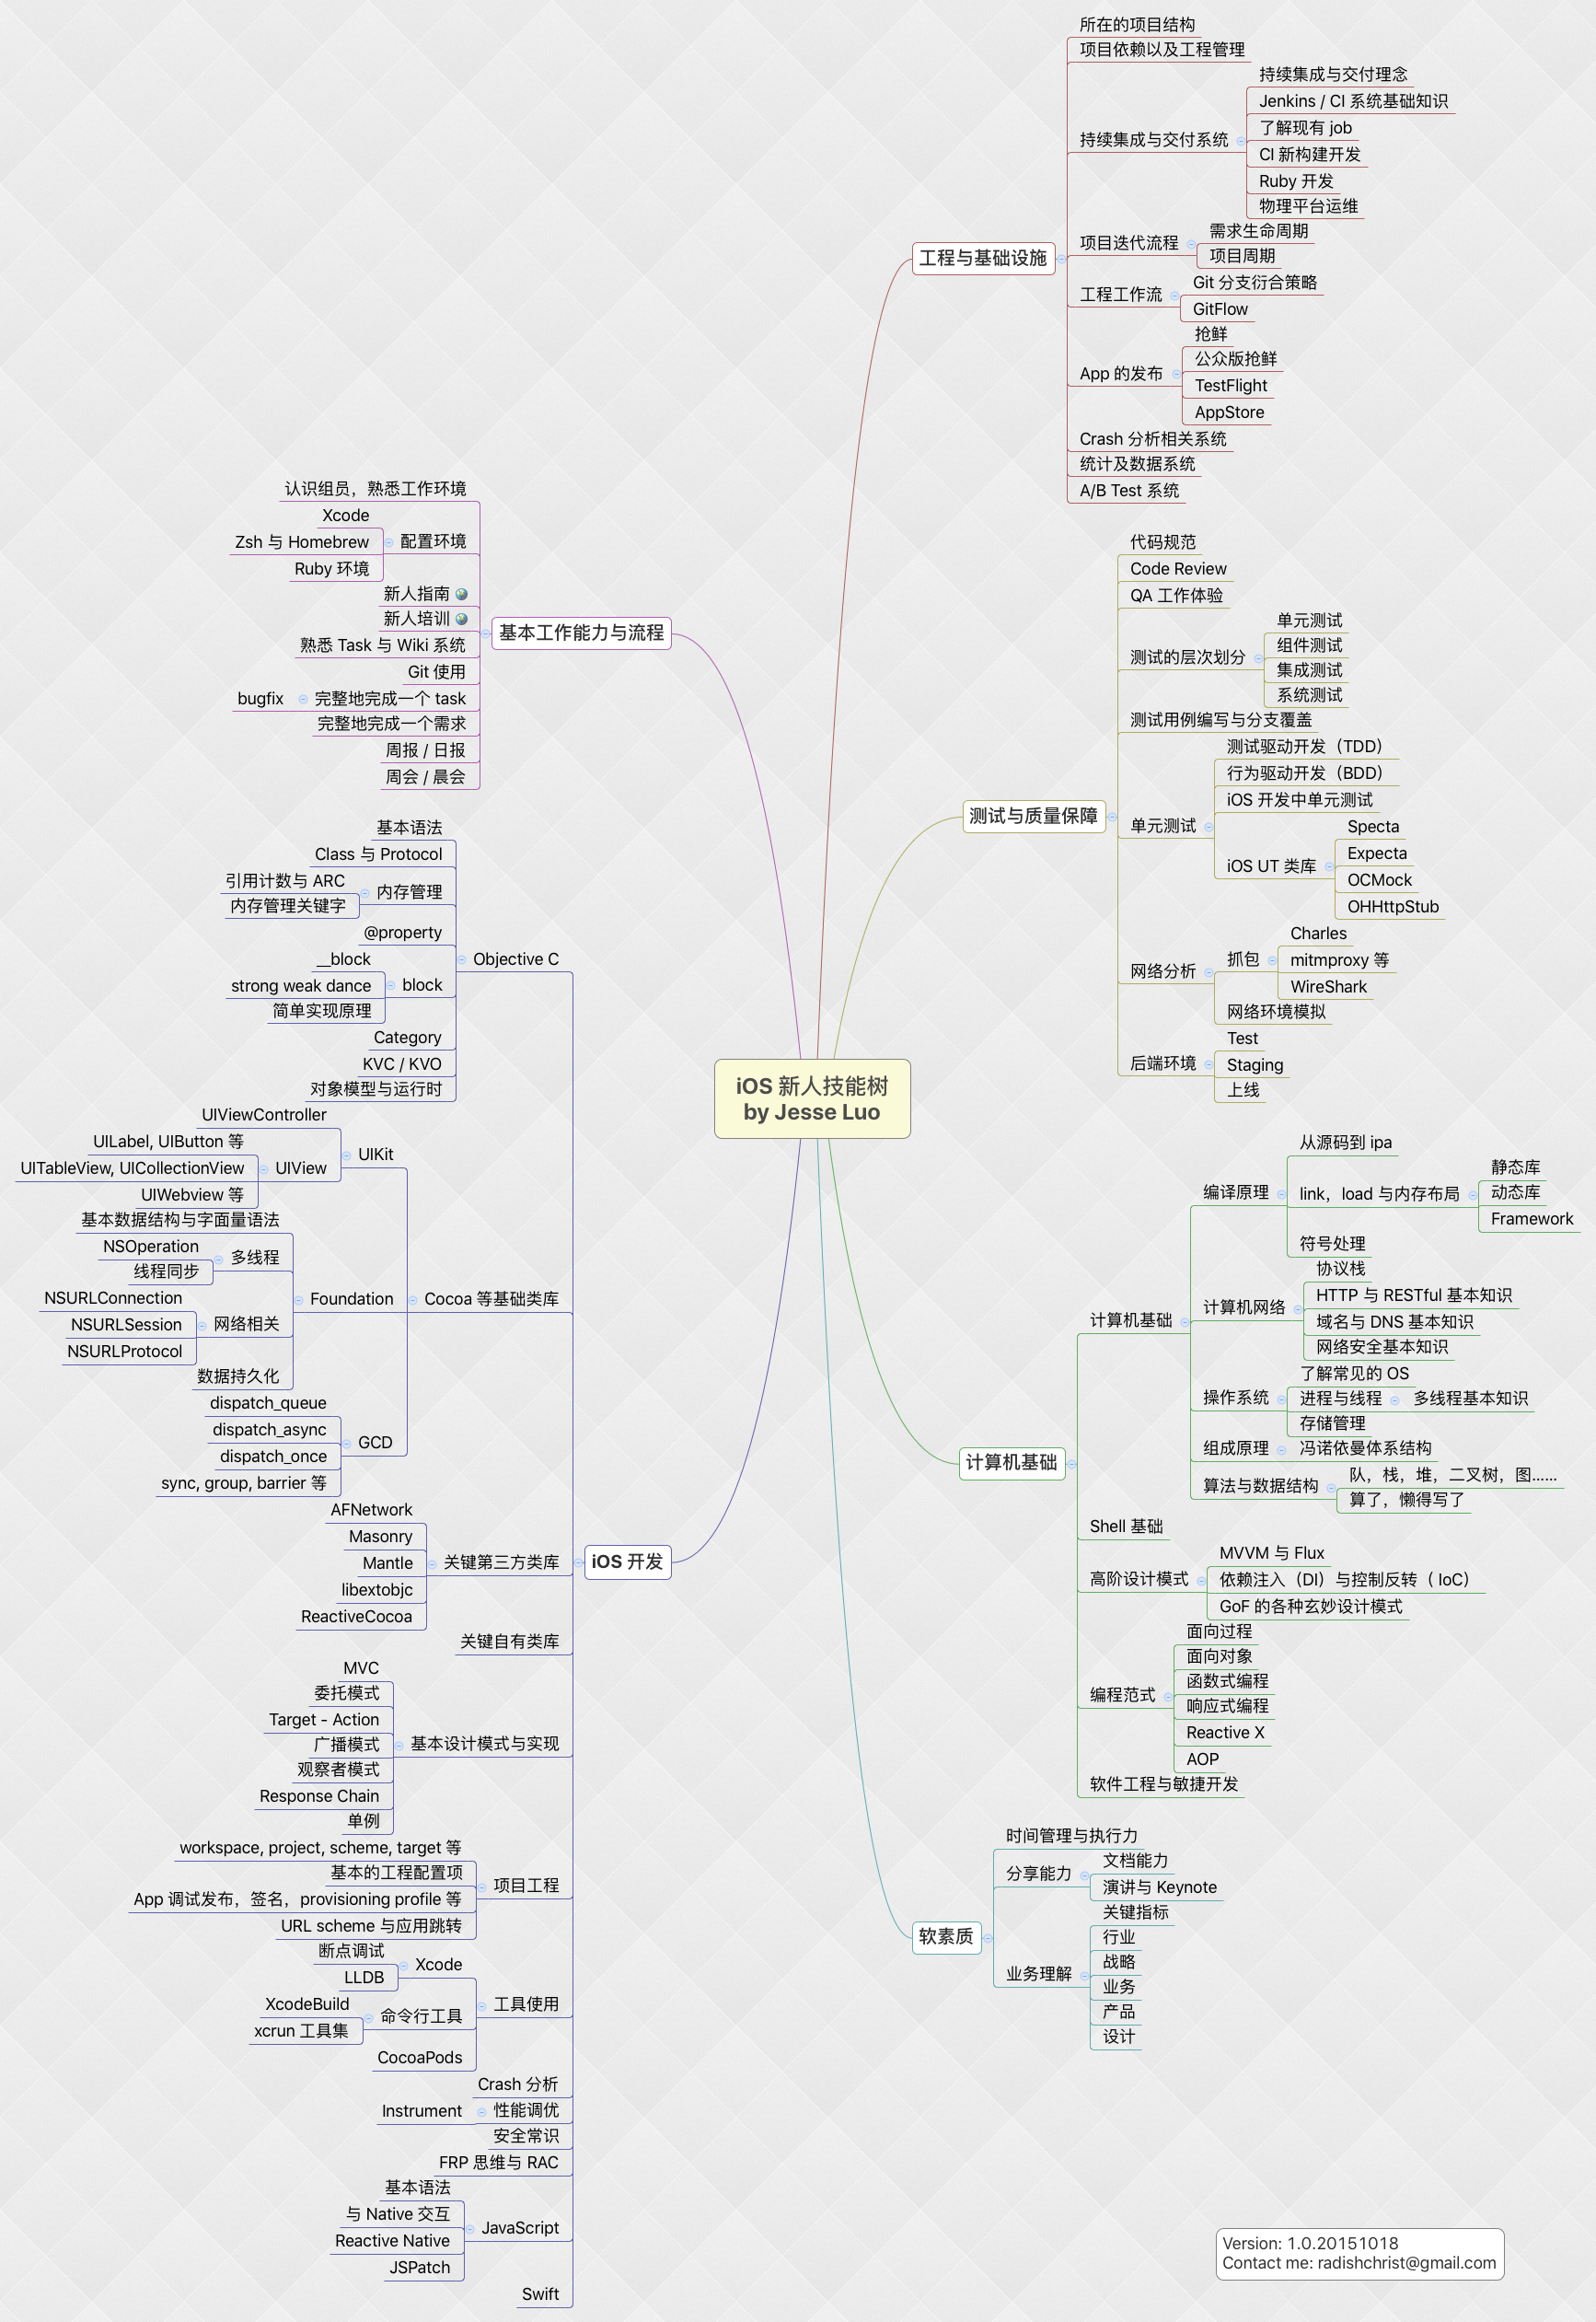 iOS 新人技能树
by Jesse Luo
工程与基础设施
所在的项目结构
项目依赖以及工程管理
持续集成与交付系统
持续集成与交付理念
Jenkins / CI 系统基础知识
了解现有 job
CI 新构建开发
Ruby 开发
物理平台运维
项目迭代流程
需求生命周期
项目周期
工程工作流
Git 分支衍合策略
GitFlow
App 的发布
抢鲜
公众版抢鲜
TestFlight
AppStore
Crash 分析相关系统
统计及数据系统
A/B Test 系统
测试与质量保障
代码规范
Code Review
QA 工作体验
测试的层次划分
单元测试
组件测试
集成测试
系统测试
测试用例编写与分支覆盖
单元测试
测试驱动开发（TDD）
行为驱动开发（BDD）
iOS 开发中单元测试
iOS UT 类库
Specta
Expecta
OCMock
OHHttpStub
网络分析
抓包
Charles
mitmproxy 等
WireShark
网络环境模拟
后端环境
Test
Staging
上线
计算机基础
计算机基础
编译原理
从源码到 ipa
link，load 与内存布局
静态库
动态库
Framework
符号处理
计算机网络
协议栈
HTTP 与 RESTful 基本知识
域名与 DNS 基本知识
网络安全基本知识
操作系统
了解常见的 OS
进程与线程
多线程基本知识
存储管理
组成原理
冯诺依曼体系结构
算法与数据结构
队，栈，堆，二叉树，图……
算了，懒得写了
Shell 基础
高阶设计模式
MVVM 与 Flux
依赖注入（DI）与控制反转（ IoC）
GoF 的各种玄妙设计模式
编程范式
面向过程
面向对象
函数式编程
响应式编程
Reactive X
AOP
软件工程与敏捷开发
软素质
时间管理与执行力
分享能力
文档能力
演讲与 Keynote
业务理解
关键指标
行业
战略
业务
产品
设计
基本工作能力与流程
认识组员，熟悉工作环境
配置环境
Xcode
Zsh 与 Homebrew
Ruby 环境
新人指南
新人培训
熟悉 Task 与 Wiki 系统
Git 使用
完整地完成一个 task
bugfix
完整地完成一个需求
周报 / 日报
周会 / 晨会
iOS 开发
Objective C
基本语法
Class 与 Protocol
内存管理
引用计数与 ARC
内存管理关键字
@property
block
__block
strong weak dance
简单实现原理
Category
KVC / KVO
对象模型与运行时
Cocoa 等基础类库
UIKit
UIViewController
UIView
UILabel, UIButton 等
UITableView, UICollectionView
UIWebview 等
Foundation
基本数据结构与字面量语法
多线程
NSOperation
线程同步
网络相关
NSURLConnection
NSURLSession
NSURLProtocol
数据持久化
GCD
dispatch_queue
dispatch_async
dispatch_once
sync, group, barrier 等
关键第三方类库
AFNetwork
Masonry
Mantle
libextobjc
ReactiveCocoa
关键自有类库
基本设计模式与实现
MVC
委托模式
Target - Action
广播模式
观察者模式
Response Chain
单例
项目工程
workspace, project, scheme, target 等
基本的工程配置项
App 调试发布，签名，provisioning profile 等
URL scheme 与应用跳转
工具使用
Xcode
断点调试
LLDB
命令行工具
XcodeBuild
xcrun 工具集
CocoaPods
Crash 分析
性能调优
Instrument
安全常识
FRP 思维与 RAC
JavaScript
基本语法
与 Native 交互
Reactive Native
JSPatch
Swift
Version: 1.0.20151018
Contact me: radishchrist@gmail.com